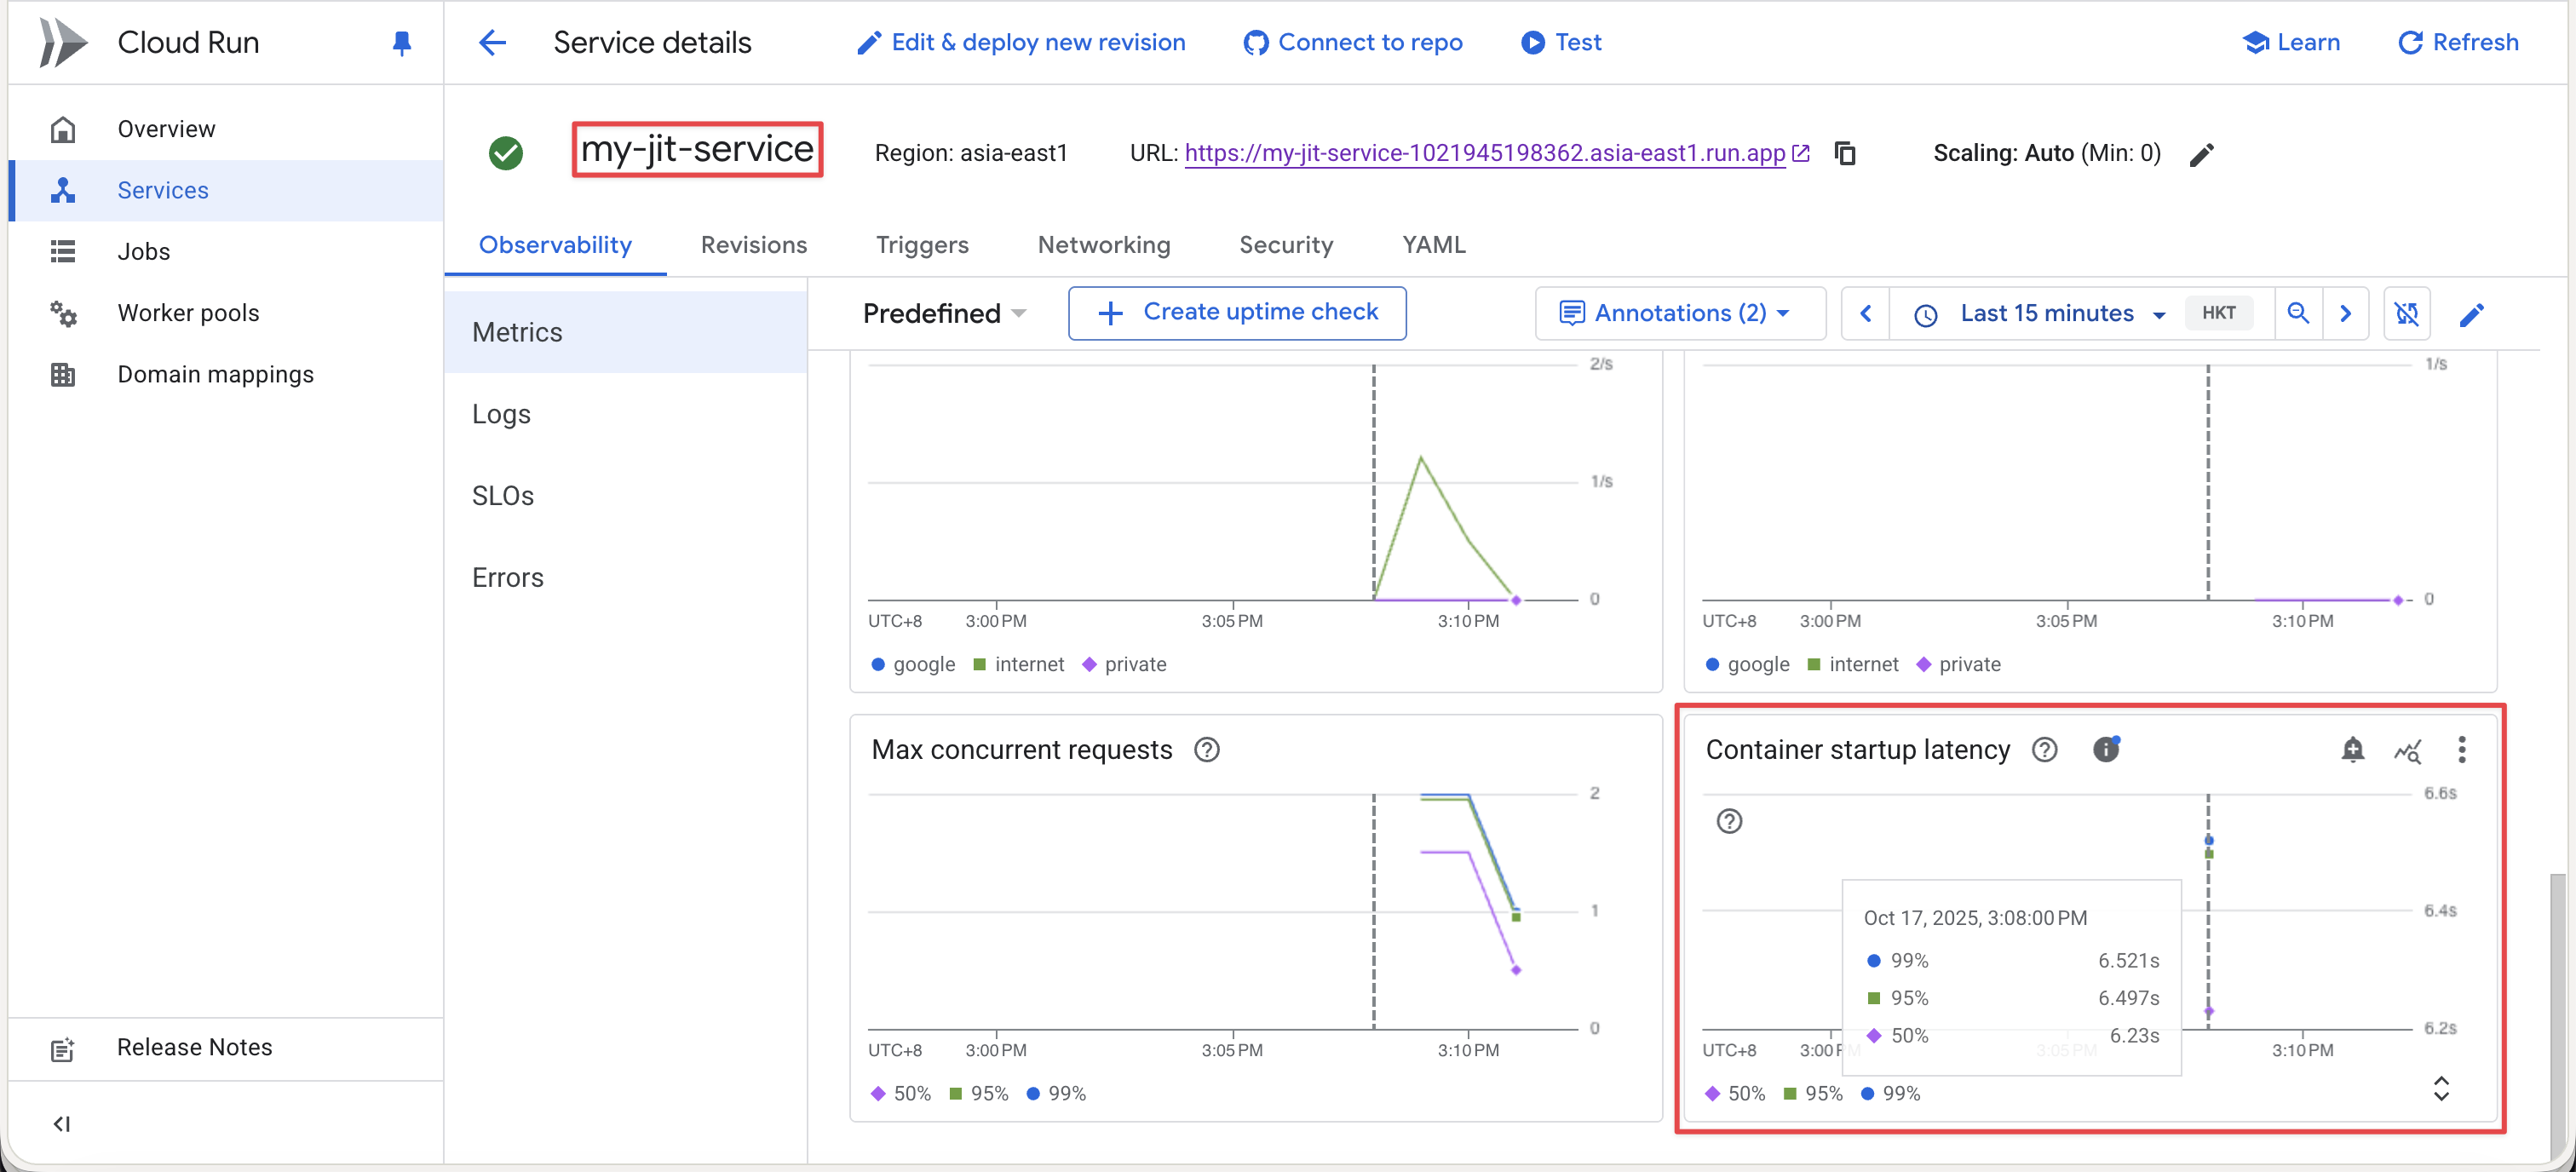 Cloud Run
Service details
Edit & deploy new revision
Connect to repo
Test
Learn
Refresh
Overview
Services
Jobs
Worker pools
Domain mappings
Release Notes
my-jit-service
Region: asia-east1
URL: https://my-jit-service-1021945198362.asia-east1.run.app
Scaling: Auto (Min: 0)
Observability
Revisions
Triggers
Networking
Security
YAML
Metrics
Logs
SLOs
Errors
Predefined
Create uptime check
Annotations (2)
Last 15 minutes
HKT
2/s
1/s
0
UTC+8 3:00 PM 3:05 PM 3:10 PM
google internet private
1/s
0
UTC+8 3:00 PM 3:05 PM 3:10 PM
google internet private
Max concurrent requests
2
1
0
UTC+8 3:00 PM 3:05 PM 3:10 PM
50% 95% 99%
Container startup latency
6.6s
6.4s
6.2s
Oct 17, 2025, 3:08:00 PM
99% 6.521s
95% 6.497s
50% 6.23s
UTC+8 3:00 PM 3:05 PM 3:10 PM
50% 95% 99%